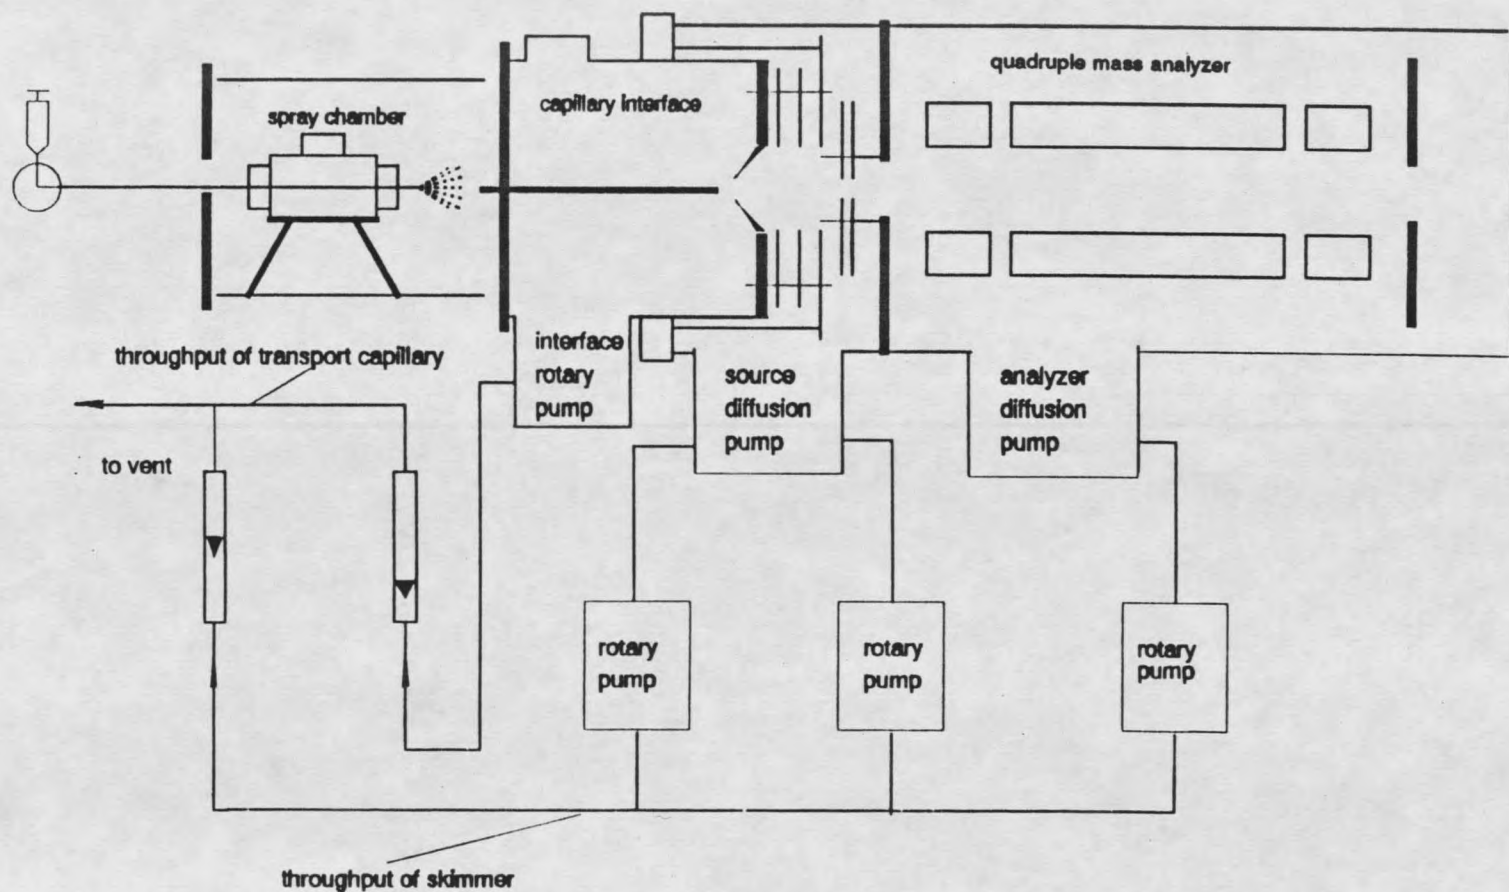 quadruple mass analyzer
capillary interface
spray chamber
interface
rotary
pump
throughput of transport capillary
source
diffusion
pump
analyzer
diffusion
pump
to vent
rotary
pump
rotary
pump
rotary
pump
throughput of skimmer